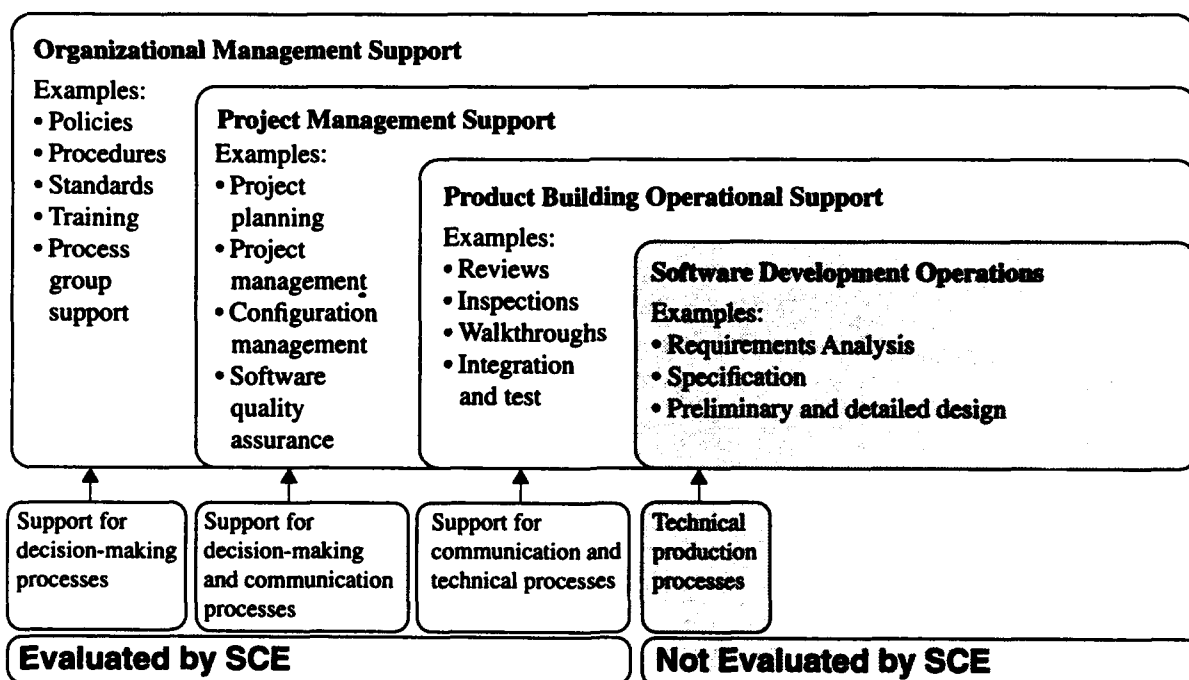 Organizational Management Support
Examples:
• Policies
• Procedures
• Standards
• Training
• Process
group
support
Project Management Support
Examples:
• Project
planning
• Project
management
• Configuration
management
• Software
quality
assurance
Product Building Operational Support
Examples:
• Reviews
• Inspections
• Walkthroughs
• Integration
and test
Software Development Operations
Examples:
• Requirements Analysis
• Specification
• Preliminary and detailed design
Support for
decision-making
processes
Support for
decision-making
and communication
processes
Support for
communication and
technical processes
Technical
production
processes
Evaluated by SCE
Not Evaluated by SCE